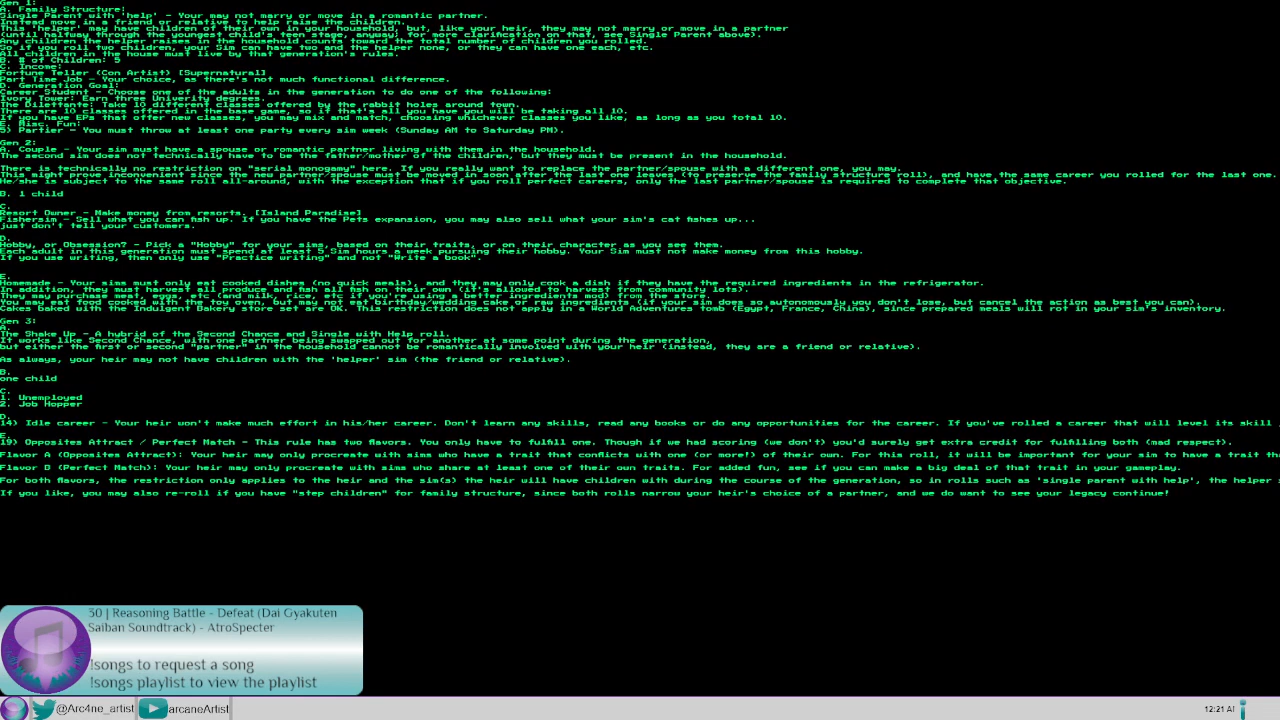 Gen 1:
A. Family Structure:
Single Parent with 'help' - Your may not marry or move in a romantic partner.
Instead move in a friend or relative to help raise the children.
This 'helper' may have children of their own in your household, but, like your heir, they may not marry or move in a partner
(until halfway through the youngest child's teen stage, anyway) for more clarification on that, see Single Parent above).
Any children the helper raises in the household counts toward the total number of children you rolled.
So if you roll two children, your Sim can have two and the helper none, or they can have one each, etc.
All children in the house must live by that generation's rules.
B. # of Children: 5
C. Income:
Fortune Teller (Con Artist) [Supernatural]
Part Time Job - Your choice, as there's not much functional difference.
D. Generation Goal:
Career Student - Choose one of the adults in the generation to do one of the following:
Ivory Tower: Earn three Univerity degrees.
The Dilettante: Take 10 different classes offered by the rabbit holes around town.
There are 10 classes offered in the base game, so if that's all you have you will be taking all 10.
If you have EPs that offer new classes, you may mix and match, choosing whichever classes you like, as long as you total 10.
E. Misc. Fun:
5) Partier - You must throw at least one party every sim week (Sunday AM to Saturday PM).
Gen 2:
A. Couple - Your sim must have a spouse or romantic partner living with them in the household.
The second sim does not technically have to be the father/mother of the children, but they must be present in the household.
There is technically no restriction on "serial monogamy" here. If you really want to replace the partner/spouse with a different one, you may.
This might prove inconvenient since the new partner/spouse must be moved in soon after the last one leaves (to preserve the family structure roll), and have the same career you rolled for the last one.
He/she is subject to the same roll all-around, with the exception that if you roll perfect careers, only the last partner/spouse is required to complete that objective.
B. 1 child
C.
Resort Owner - Make money from resorts. [Island Paradise]
Fishersim - Sell what you can fish up. If you have the Pets expansion, you may also sell what your sim's cat fishes up...
just don't tell your customers.
D.
Hobby, or Obsession? - Pick a "Hobby" for your sims, based on their traits, or on their character as you see them.
Each adult in this generation must spend at least 5 Sim hours a week pursuing their hobby. Your Sim must not make money from this hobby.
If you use writing, then only use "Practice writing" and not "Write a book".
E.
Homemade - Your sims must only eat cooked dishes (no quick meals), and they may only cook a dish if they have the required ingredients in the refrigerator.
In addition, they must harvest all produce and fish all fish on their own (it's allowed to harvest from community lots).
They may purchase meat, eggs, etc (and milk, rice, etc if you're using a better ingredients mod) from the store.
You may eat food cooked with the toy oven, but may not eat birthday/wedding cake or raw ingredients (if your sim does so autonomously you don't lose, but cancel the action as best you can).
Cakes baked with the Indulgent Bakery store set are OK. This restriction does not apply in a World Adventures tomb (Egypt, France, China), since prepared meals will rot in your sim's inventory.
Gen 3:
A.
The Shake Up - A hybrid of the Second Chance and Single with Help roll.
It works like Second Chance, with one partner being swapped out for another at some point during the generation,
but either the first or second "partner" in the household cannot be romantically involved with your heir (instead, they are a friend or relative).
As always, your heir may not have children with the 'helper' sim (the friend or relative).
B.
one child
C.
1. Unemployed
2. Job Hopper
D.
14) Idle career - Your heir won't make much effort in his/her career. Don't learn any skills, read any books or do any opportunities for the career. If you've rolled a career that will level its skill
E.
19) Opposites Attract / Perfect Match - This rule has two flavors. You only have to fulfill one. Though if we had scoring (we don't) you'd surely get extra credit for fulfilling both (mad respect).
Flavor A (Opposites Attract): Your heir may only procreate with sims who have a trait that conflicts with one (or more!) of their own. For this roll, it will be important for your sim to have a trait
Flavor B (Perfect Match): Your heir may only procreate with sims who share at least one of their own traits. For added fun, see if you can make a big deal of that trait in your gameplay.
For both flavors, the restriction only applies to the heir and the sim(s) the heir will have children with during the course of the generation, so in rolls such as 'single parent with help', the helper
If you like, you may also re-roll if you have "step children" for family structure, since both rolls narrow your heir's choice of a partner, and we do want to see your legacy continue!
30 | Reasoning Battle - Defeat (Dai Gyakuten
Saiban Soundtrack) - AtroSpecter
!songs to request a song
!songs playlist to view the playlist
@Arc4ne_artist arcaneArtist
12:21 AM